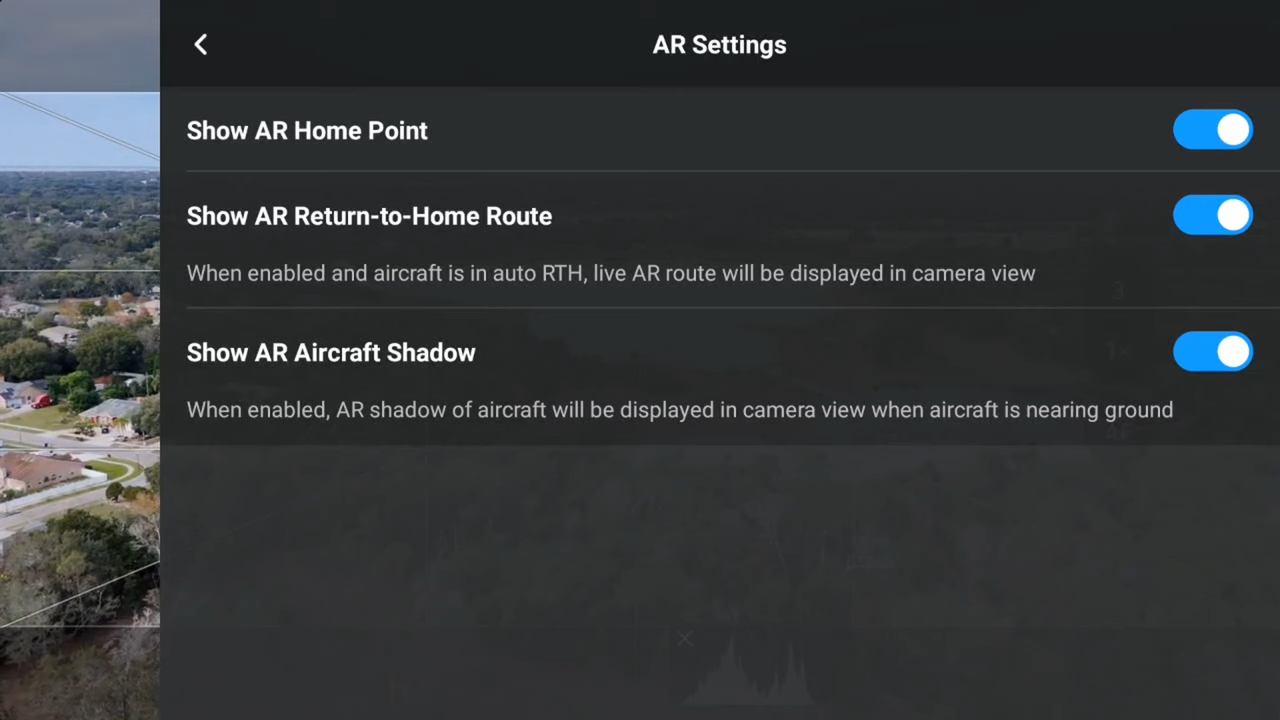 AR Settings
Show AR Home Point
Show AR Return-to-Home Route
When enabled and aircraft is in auto RTH, live AR route will be displayed in camera view
Show AR Aircraft Shadow
When enabled, AR shadow of aircraft will be displayed in camera view when aircraft is nearing ground